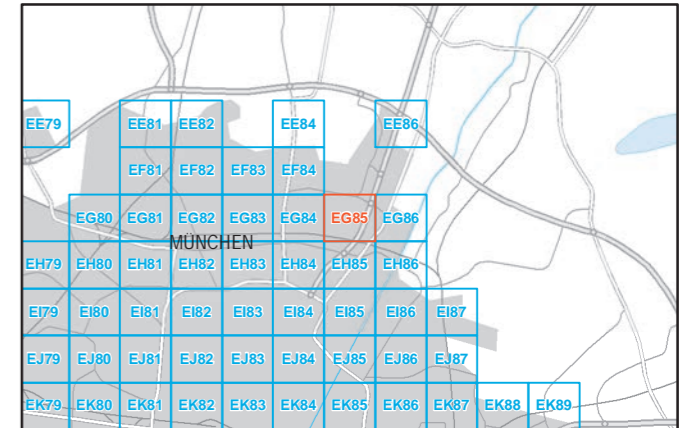 EE79 EE81 EE82 EE84 EE86
EF81 EF82 EF83 EF84
EG80 EG81 EG82 EG83 EG84 EG85 EG86
MÜNCHEN
EH79 EH80 EH81 EH82 EH83 EH84 EH85 EH86
EI79 EI80 EI81 EI82 EI83 EI84 EI85 EI86 EI87
EJ79 EJ80 EJ81 EJ82 EJ83 EJ84 EJ85 EJ86 EJ87
EK79 EK80 EK81 EK82 EK83 EK84 EK85 EK86 EK87 EK88 EK89